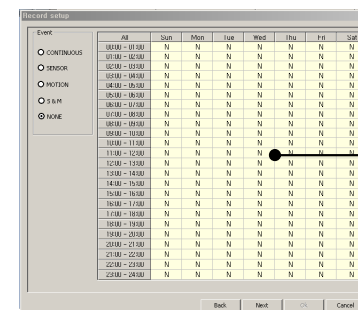 Record setup
Event
CONTINUOUS
SENSOR
MOTION
S & M
NONE
All Sun Mon Tue Wed Thu Fri Sat
00:00 ~ 01:00 N N N N N N N
01:00 ~ 02:00 N N N N N N N
02:00 ~ 03:00 N N N N N N N
03:00 ~ 04:00 N N N N N N N
04:00 ~ 05:00 N N N N N N N
05:00 ~ 06:00 N N N N N N N
06:00 ~ 07:00 N N N N N N N
07:00 ~ 08:00 N N N N N N N
08:00 ~ 09:00 N N N N N N N
09:00 ~ 10:00 N N N N N N N
10:00 ~ 11:00 N N N N N N N
11:00 ~ 12:00 N N N N N N N
12:00 ~ 13:00 N N N N N N N
13:00 ~ 14:00 N N N N N N N
14:00 ~ 15:00 N N N N N N N
15:00 ~ 16:00 N N N N N N N
16:00 ~ 17:00 N N N N N N N
17:00 ~ 18:00 N N N N N N N
18:00 ~ 19:00 N N N N N N N
19:00 ~ 20:00 N N N N N N N
20:00 ~ 21:00 N N N N N N N
21:00 ~ 22:00 N N N N N N N
22:00 ~ 23:00 N N N N N N N
23:00 ~ 24:00 N N N N N N N
Back Next Ok Cancel